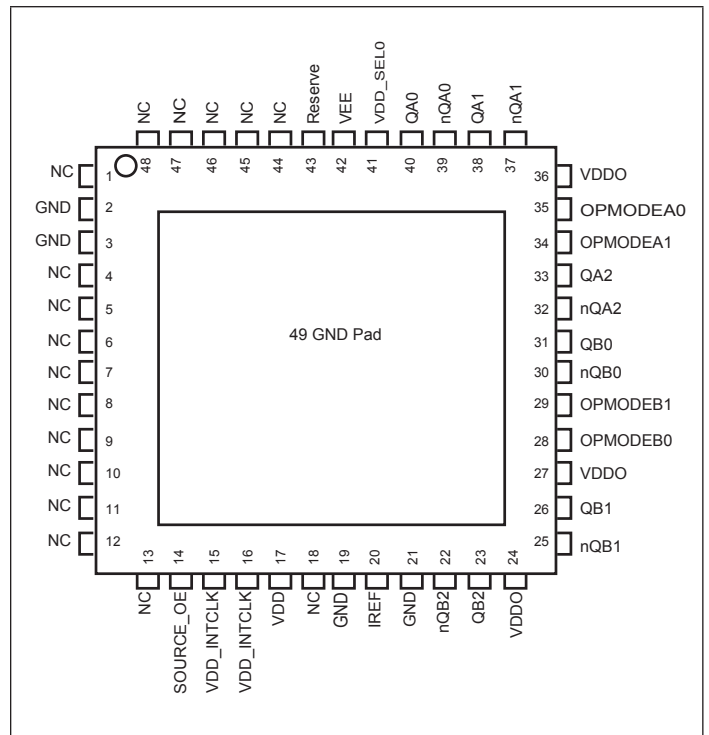 NC
NC
NC
NC
NC
Reserve
VEE
VDD_SEL0
QA0
nQA0
QA1
nQA1
48
47
46
45
44
43
42
41
40
39
38
37
NC 1
GND 2
GND 3
NC 4
NC 5
NC 6
NC 7
NC 8
NC 9
NC 10
NC 11
NC 12
49 GND Pad
36 VDDO
35 OPMODEA0
34 OPMODEA1
33 QA2
32 nQA2
31 QB0
30 nQB0
29 OPMODEB1
28 OPMODEB0
27 VDDO
26 QB1
25 nQB1
13
14
15
16
17
18
19
20
21
22
23
24
NC
SOURCE_OE
VDD_INTCLK
VDD_INTCLK
VDD
NC
GND
IREF
GND
nQB2
QB2
VDDO